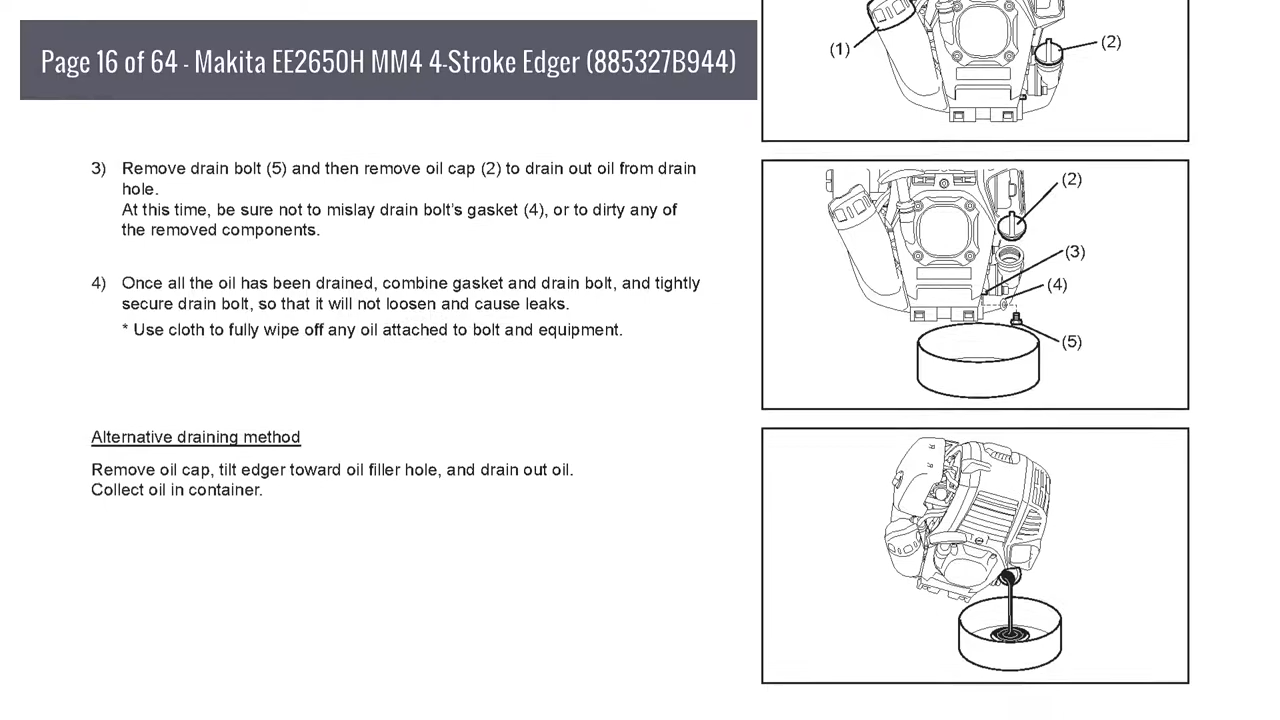 Page 16 of 64 - Makita EE2650H MM4 4-Stroke Edger (885327B944)
(1)
(2)
3) Remove drain bolt (5) and then remove oil cap (2) to drain out oil from drain
hole.
At this time, be sure not to mislay drain bolt's gasket (4), or to dirty any of
the removed components.
4) Once all the oil has been drained, combine gasket and drain bolt, and tightly
secure drain bolt, so that it will not loosen and cause leaks.
* Use cloth to fully wipe off any oil attached to bolt and equipment.
(2)
(3)
(4)
(5)
Alternative draining method
Remove oil cap, tilt edger toward oil filler hole, and drain out oil.
Collect oil in container.